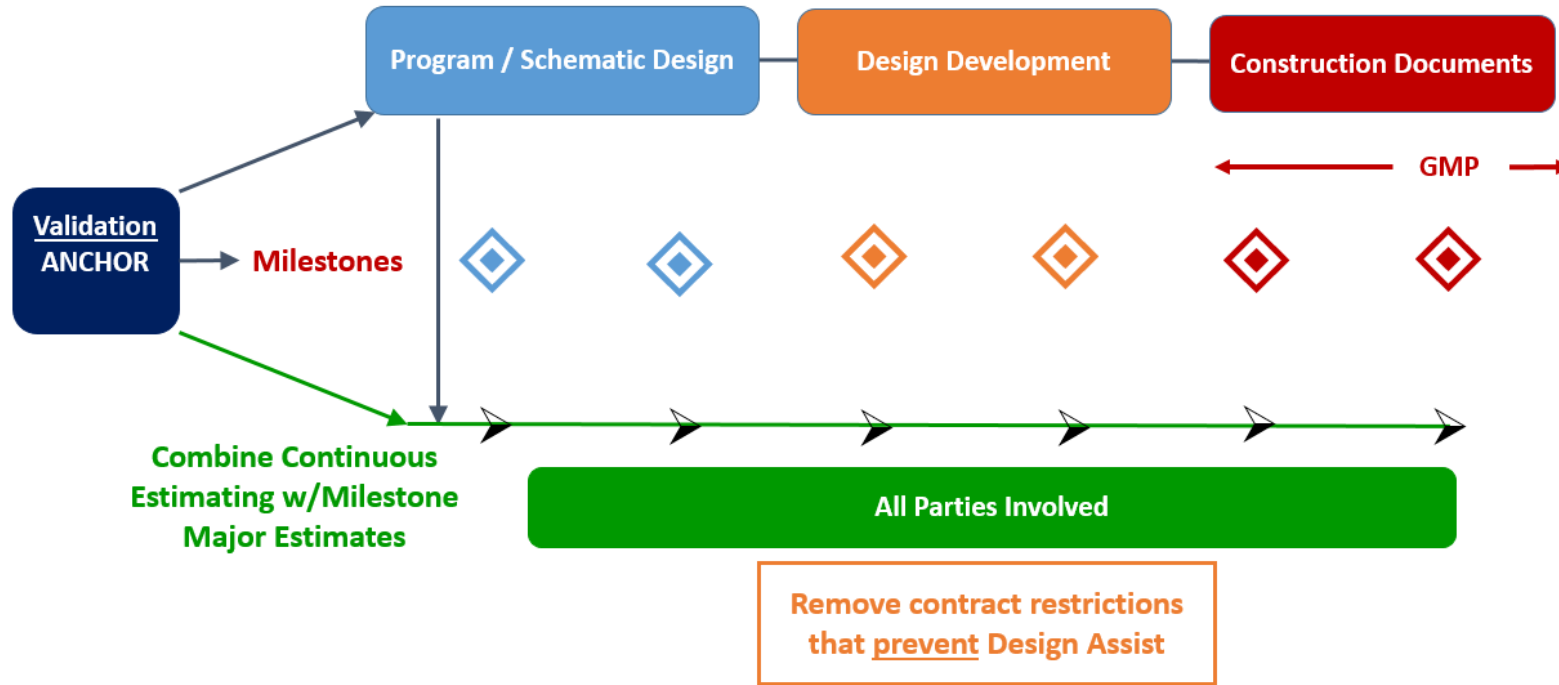 Program / Schematic Design
Design Development
Construction Documents
GMP
Validation
ANCHOR
Milestones
Combine Continuous
Estimating w/Milestone
Major Estimates
All Parties Involved
Remove contract restrictions
that prevent Design Assist